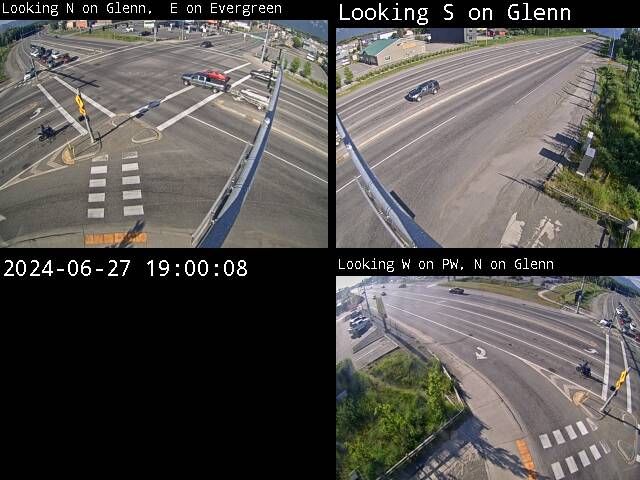 Looking N on Glenn, E on Evergreen
Looking S on Glenn
2024-06-27 19:00:08
Looking W on PW, N on Glenn